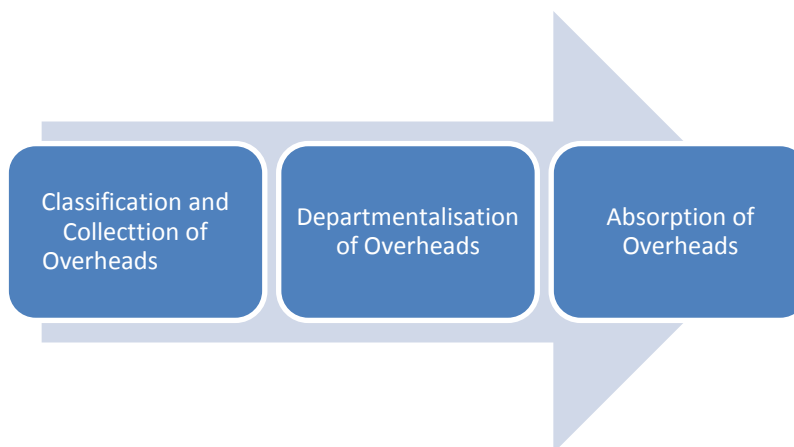 Classification and
Collecttion of
Overheads
Departmentalisation
of Overheads
Absorption of
Overheads